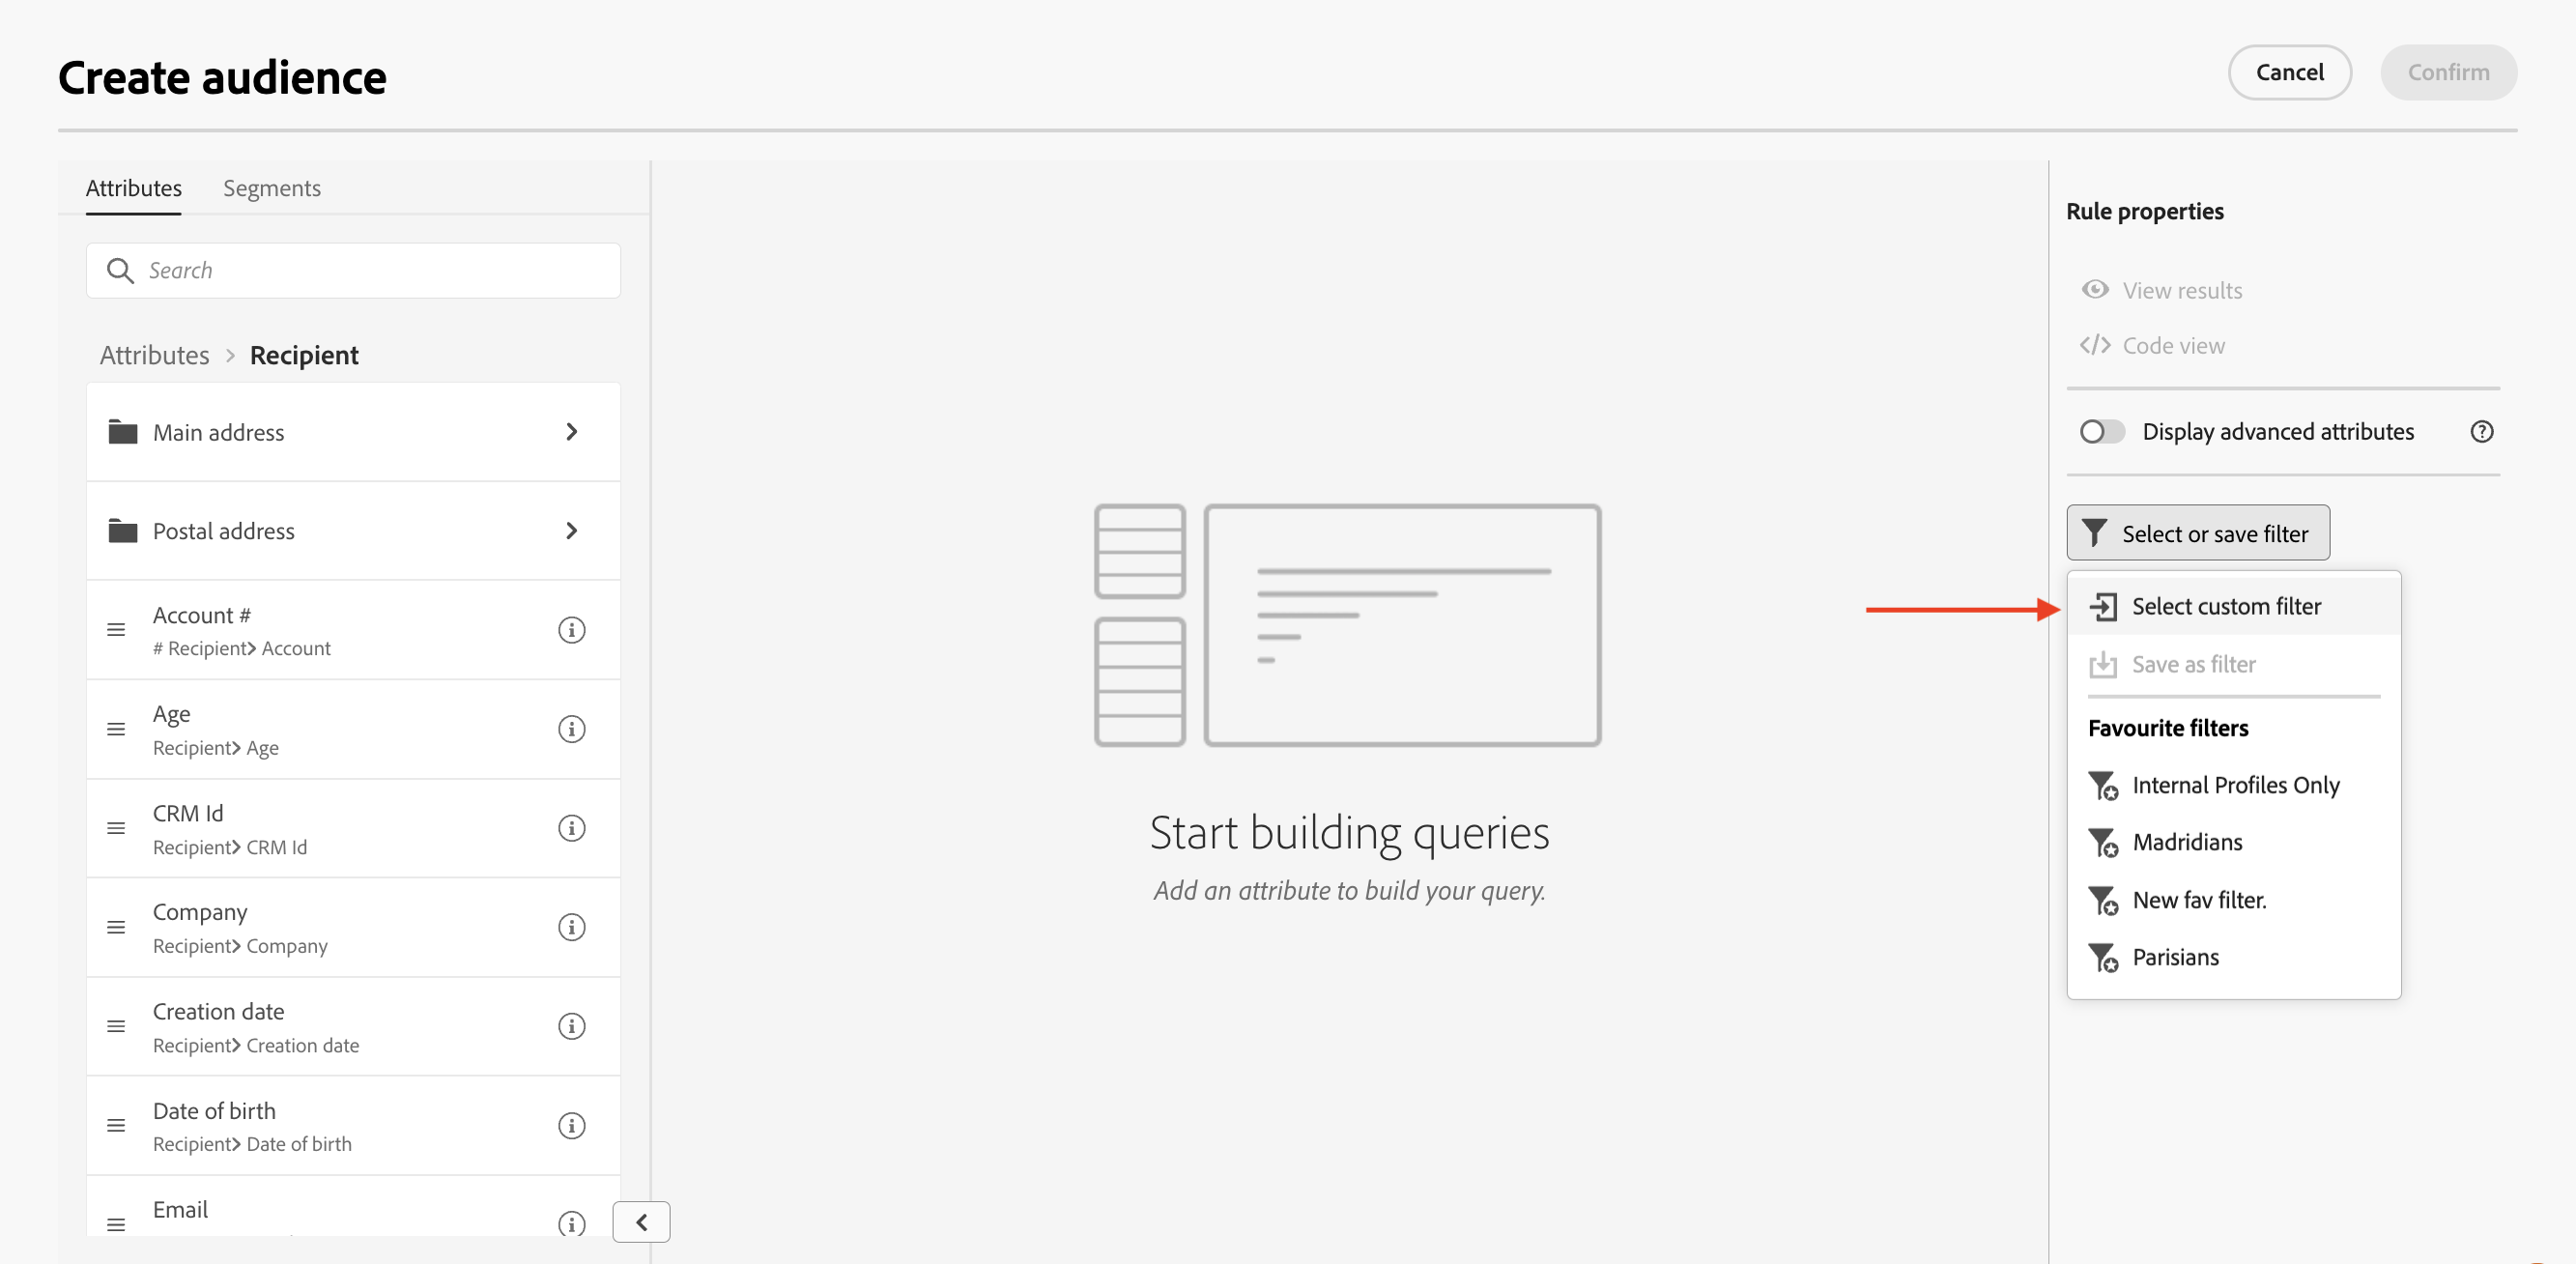 Create audience
Cancel
Confirm
Attributes
Segments
Search
Attributes > Recipient
Main address
Postal address
Account #
# Recipient> Account
Age
Recipient> Age
CRM Id
Recipient> CRM Id
Company
Recipient> Company
Creation date
Recipient> Creation date
Date of birth
Recipient> Date of birth
Email
Start building queries
Add an attribute to build your query.
Rule properties
View results
Code view
Display advanced attributes
Select or save filter
Select custom filter
Save as filter
Favourite filters
Internal Profiles Only
Madridians
New fav filter.
Parisians